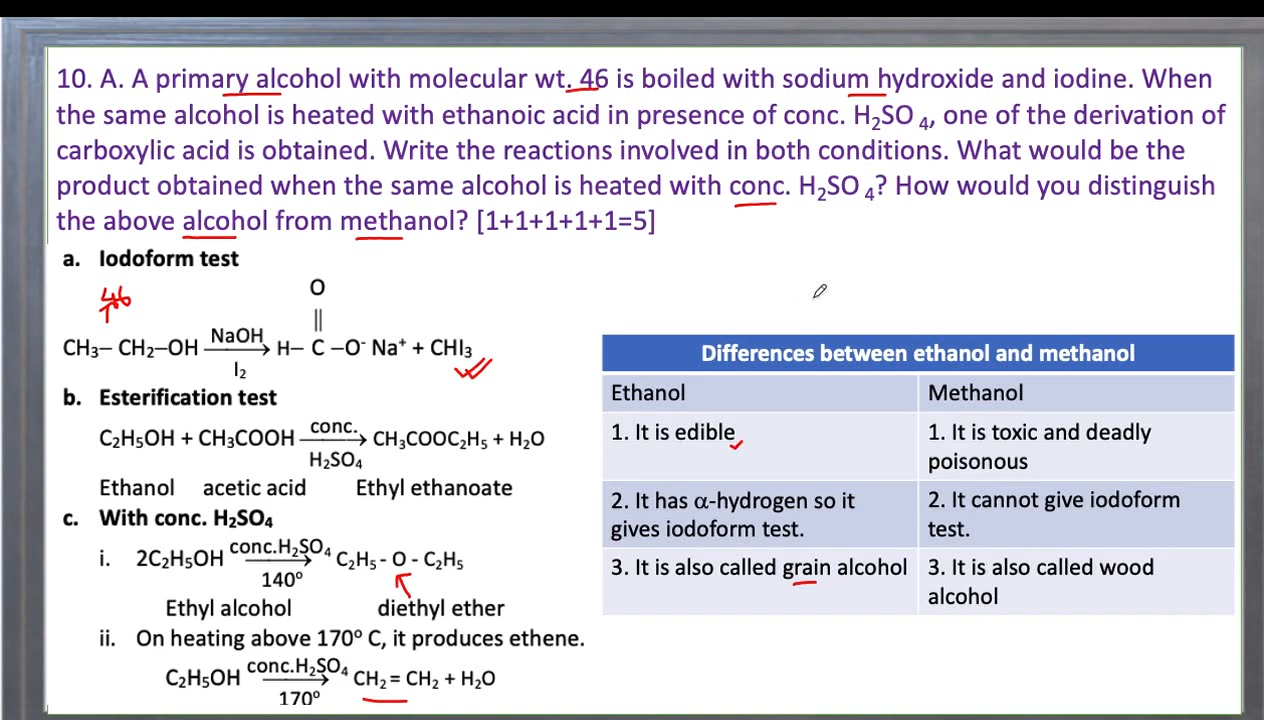 10. A. A primary alcohol with molecular wt. 46 is boiled with sodium hydroxide and iodine. When
the same alcohol is heated with ethanoic acid in presence of conc. H₂SO ₄, one of the derivation of
carboxylic acid is obtained. Write the reactions involved in both conditions. What would be the
product obtained when the same alcohol is heated with conc. H₂SO ₄? How would you distinguish
the above alcohol from methanol? [1+1+1+1+1=5]
a. Iodoform test
46
O
||
CH₃– CH₂–OH NaOH → I₂ H– C –O⁻ Na⁺ + CHI₃
b. Esterification test
C₂H₅OH + CH₃COOH conc. → H₂SO₄ CH₃COOC₂H₅ + H₂O
Ethanol acetic acid Ethyl ethanoate
c. With conc. H₂SO₄
i. 2C₂H₅OH conc.H₂SO₄ → 140° C₂H₅ - O - C₂H₅
Ethyl alcohol diethyl ether
ii. On heating above 170° C, it produces ethene.
C₂H₅OH conc.H₂SO₄ → 170° CH₂ = CH₂ + H₂O
Differences between ethanol and methanol
Ethanol Methanol
1. It is edible 1. It is toxic and deadly
poisonous
2. It has α-hydrogen so it 2. It cannot give iodoform
gives iodoform test. test.
3. It is also called grain alcohol 3. It is also called wood
alcohol